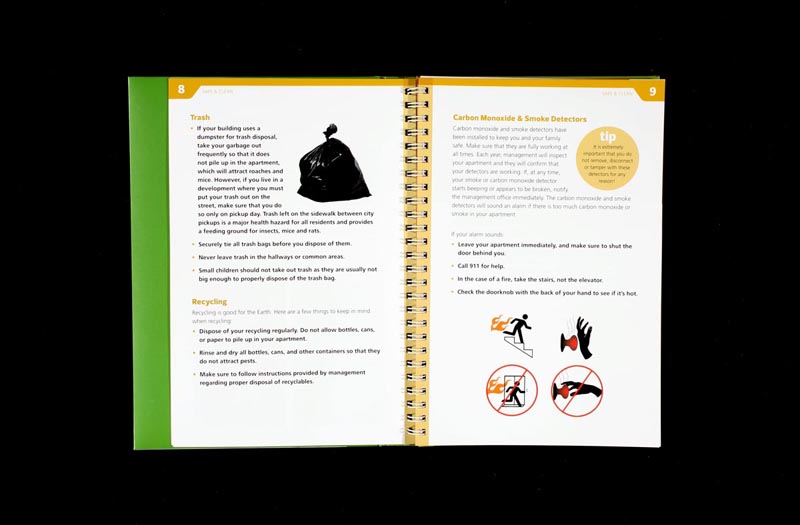 8
SAFE & CLEAN
Trash
• If your building uses a
dumpster for trash disposal,
take your garbage out
frequently so that it does
not pile up in the apartment,
which will attract roaches and
mice. However, if you live in a
development where you must
put your trash out on the
street, make sure that you do
so only on pickup day. Trash left on the sidewalk between city
pickups is a major health hazard for all residents and provides
a feeding ground for insects, mice and rats.
• Securely tie all trash bags before you dispose of them.
• Never leave trash in the hallways or common areas.
• Small children should not take out trash as they are usually not
big enough to properly dispose of the trash bag.
Recycling
Recycling is good for the Earth. Here are a few things to keep in mind
when recycling:
• Dispose of your recycling regularly. Do not allow bottles, cans,
or paper to pile up in your apartment.
• Rinse and dry all bottles, cans, and other containers so that they
do not attract pests.
• Make sure to follow instructions provided by management
regarding proper disposal of recyclables.
SAFE & CLEAN
9
Carbon Monoxide & Smoke Detectors
Carbon monoxide and smoke detectors have
been installed to keep you and your family
safe. Make sure that they are fully working at
all times. Each year, management will inspect
your apartment and they will confirm that
your detectors are working. If, at any time,
your smoke or carbon monoxide detector
starts beeping or appears to be broken, notify
the management office immediately. The carbon monoxide and smoke
detectors will sound an alarm if there is too much carbon monoxide or
smoke in your apartment.
tip
It is extremely
important that you do
not remove, disconnect
or tamper with these
detectors for any
reason!
If your alarm sounds:
• Leave your apartment immediately, and make sure to shut the
door behind you.
• Call 911 for help.
• In the case of a fire, take the stairs, not the elevator.
• Check the doorknob with the back of your hand to see if it's hot.